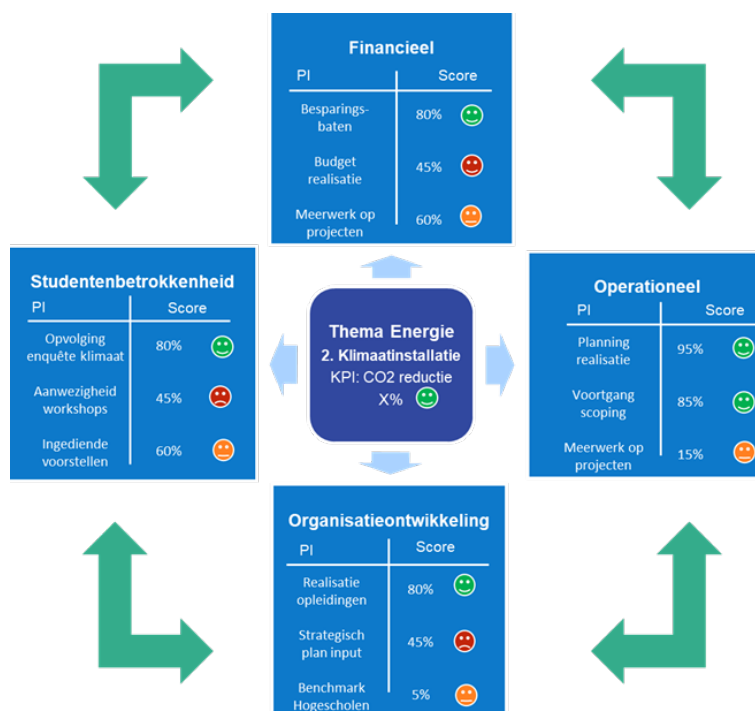 Financieel
PI Score
Besparings-
baten 80%
Budget
realisatie 45%
Meerwerk op
projecten 60%
Studentenbetrokkenheid
PI Score
Opvolging
enquête klimaat 80%
Aanwezigheid
workshops 45%
Ingediende
voorstellen 60%
Thema Energie
2. Klimaatinstallatie
KPI: CO2 reductie
X%
Operationeel
PI Score
Planning
realisatie 95%
Voortgang
scoping 85%
Meerwerk op
projecten 15%
Organisatieontwikkeling
PI Score
Realisatie
opleidingen 80%
Strategisch
plan input 45%
Benchmark
Hogescholen 5%